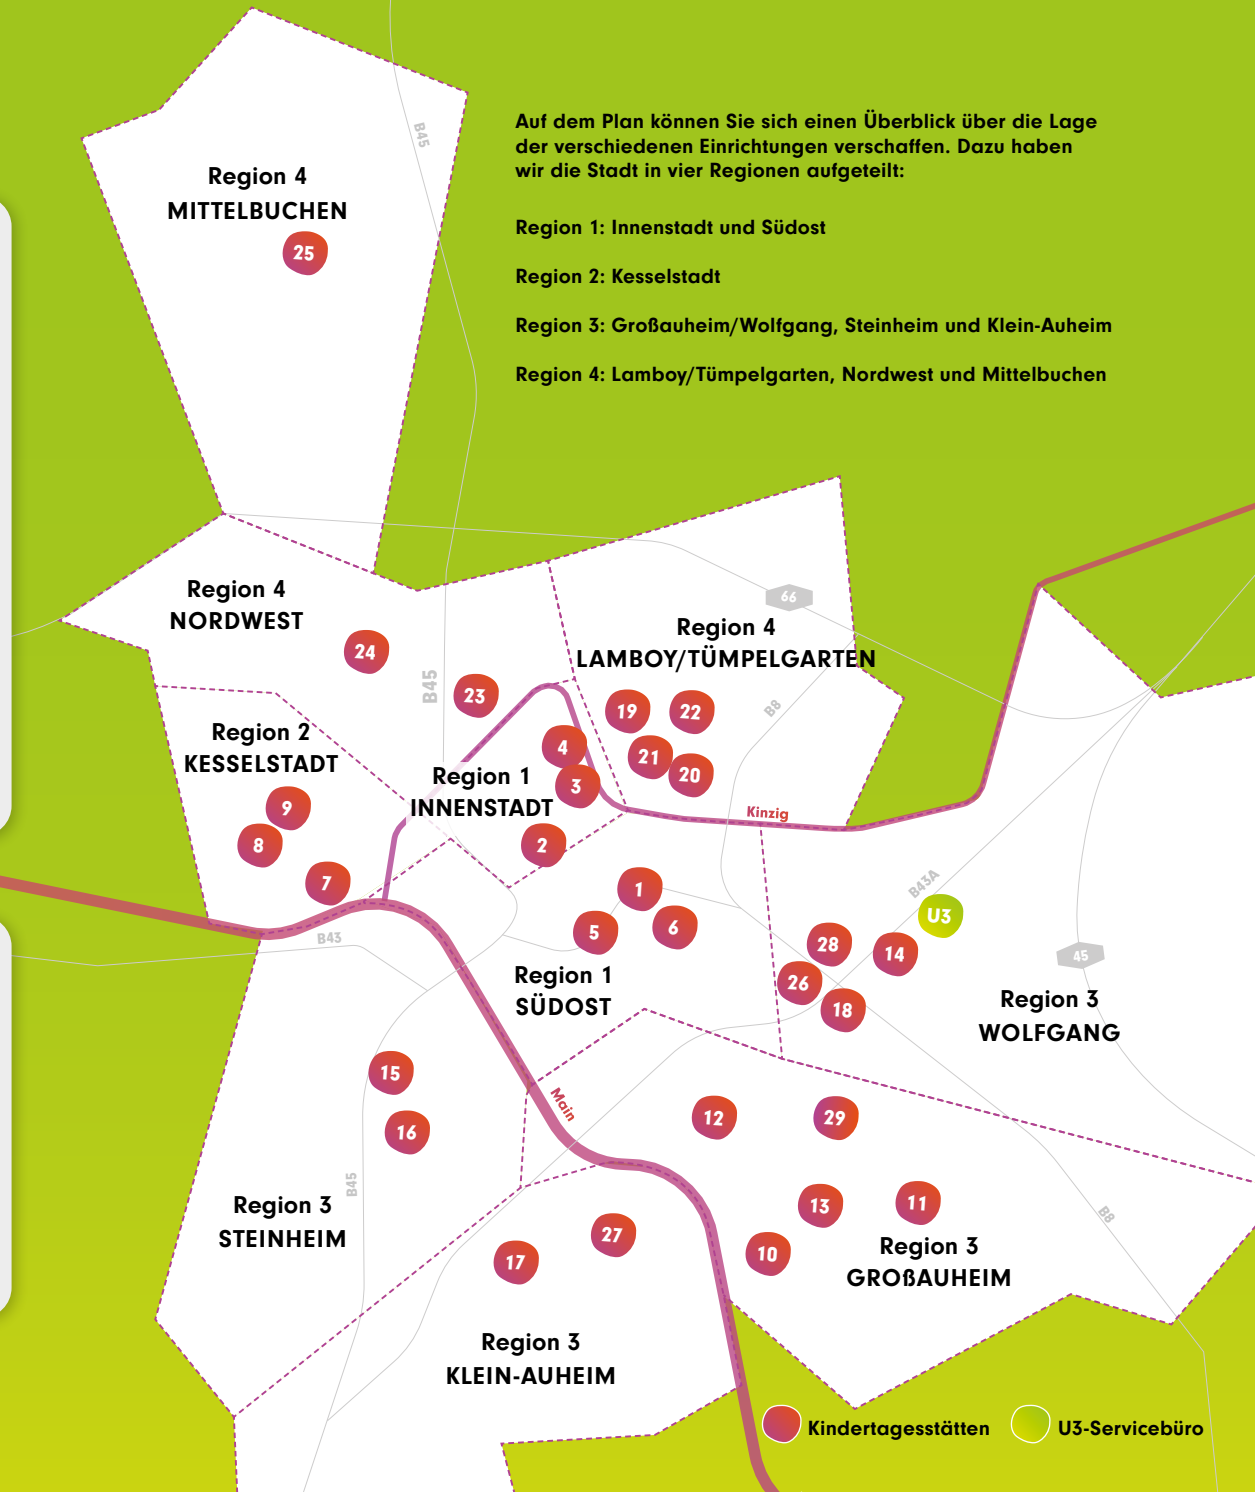 Auf dem Plan können Sie sich einen Überblick über die Lage
der verschiedenen Einrichtungen verschaffen. Dazu haben
wir die Stadt in vier Regionen aufgeteilt:
Region 1: Innenstadt und Südost
Region 2: Kesselstadt
Region 3: Großauheim/Wolfgang, Steinheim und Klein-Auheim
Region 4: Lamboy/Tümpelgarten, Nordwest und Mittelbuchen
B45
Region 4
MITTELBUCHEN
25
Region 4
NORDWEST
24
B45
23
66
Region 4
LAMBOY/TÜMPELGARTEN
19
22
B8
21
20
Region 2
KESSELSTADT
9
8
7
4
Region 1
INNENSTADT
3
2
Kinzig
1
5
6
Region 1
SÜDOST
B43A
U3
28
14
26
18
45
Region 3
WOLFGANG
B43
15
16
B45
Region 3
STEINHEIM
Main
12
29
13
11
10
Region 3
GROßAUHEIM
B8
27
17
Region 3
KLEIN-AUHEIM
Kindertagesstätten
U3-Servicebüro